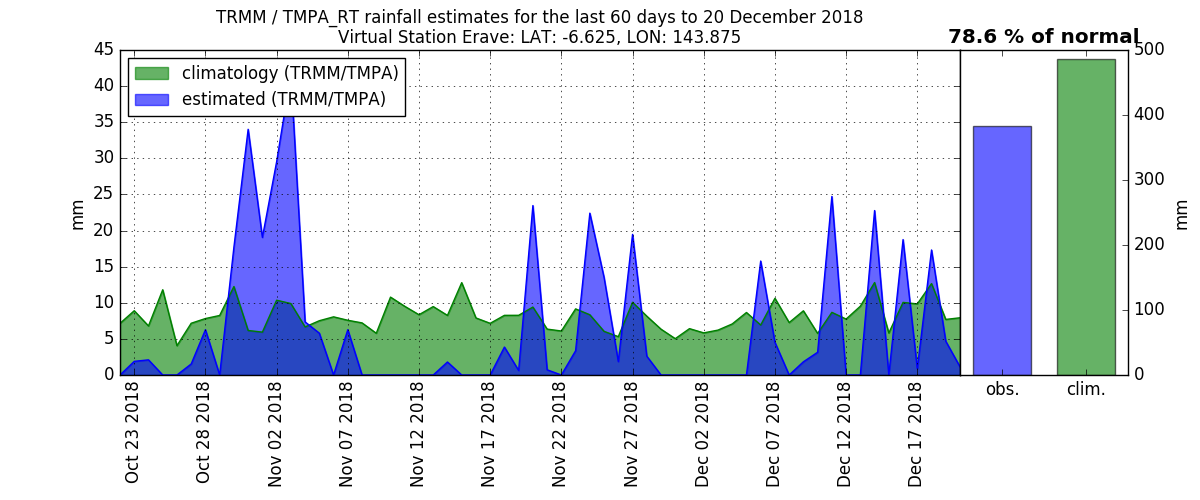 TRMM / TMPA_RT rainfall estimates for the last 60 days to 20 December 2018
Virtual Station Erave: LAT: -6.625, LON: 143.875
78.6 % of normal
climatology (TRMM/TMPA)
estimated (TRMM/TMPA)
mm
45
40
35
30
25
20
15
10
5
0
Oct 23 2018
Oct 28 2018
Nov 02 2018
Nov 07 2018
Nov 12 2018
Nov 17 2018
Nov 22 2018
Nov 27 2018
Dec 02 2018
Dec 07 2018
Dec 12 2018
Dec 17 2018
obs.
clim.
500
400
300
200
100
0
mm